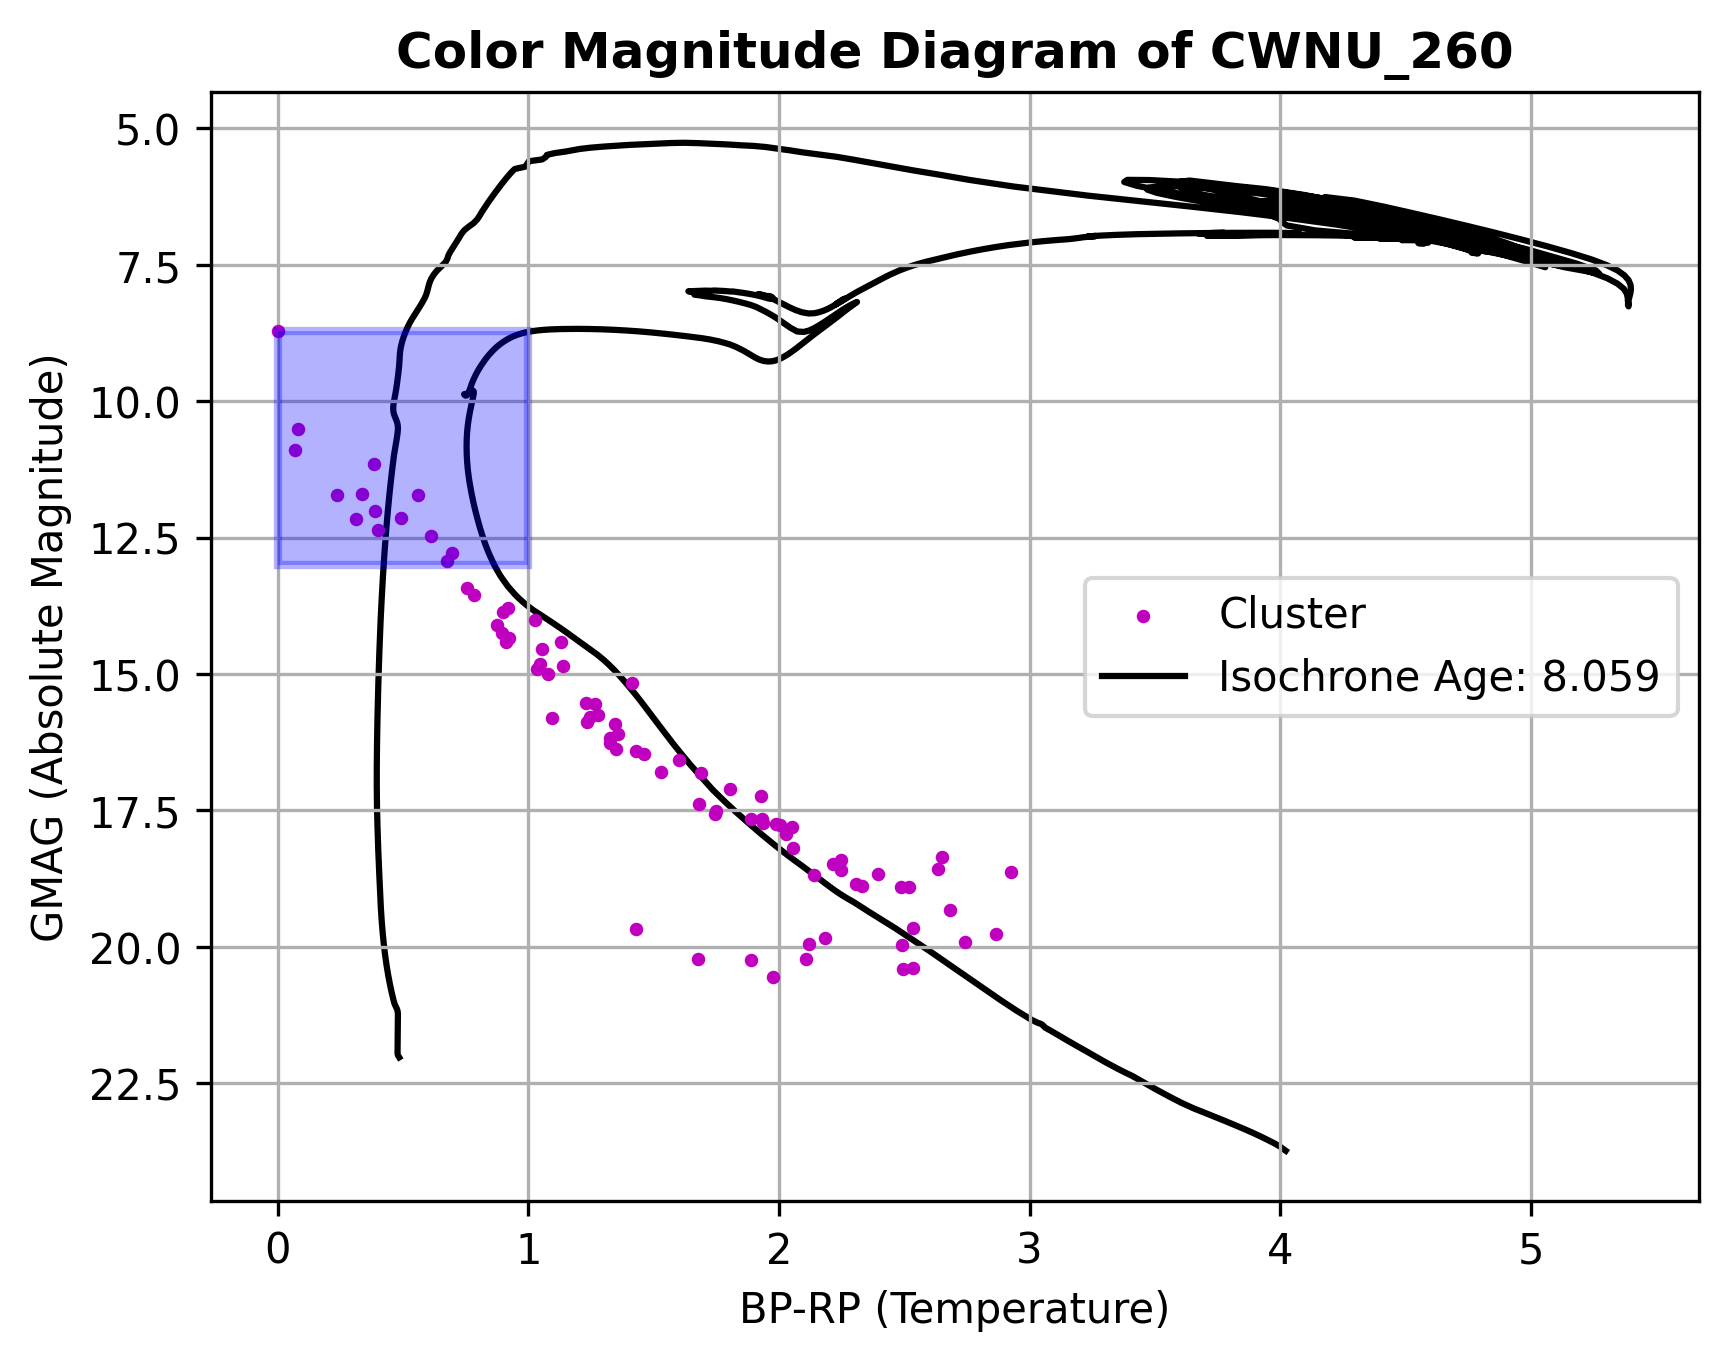 Color Magnitude Diagram of CWNU_260
GMAG (Absolute Magnitude)
5.0
7.5
10.0
12.5
15.0
17.5
20.0
22.5
Cluster
Isochrone Age: 8.059
0 1 2 3 4 5
BP-RP (Temperature)